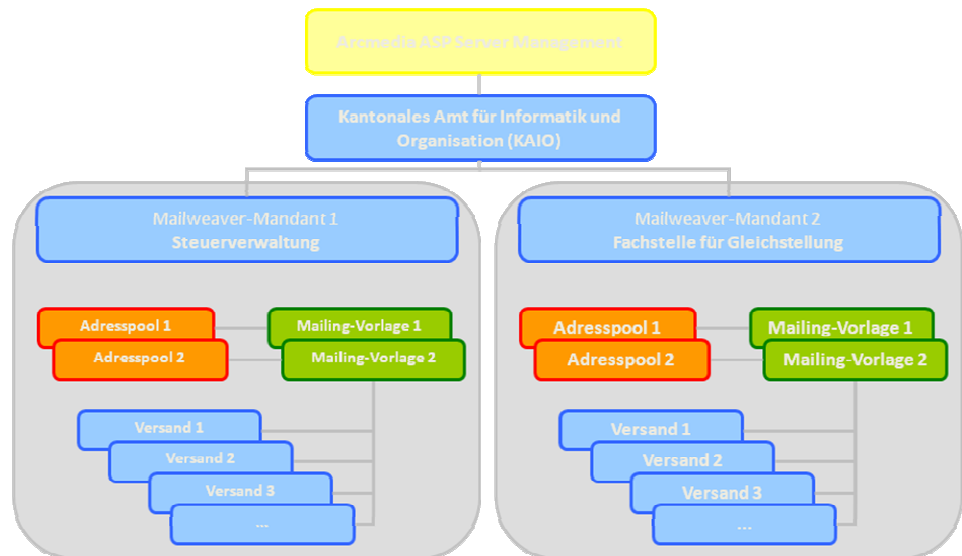 Arcmedia ASP Server Management
Kantonales Amt für Informatik und
Organisation (KAIO)
Mailweaver-Mandant 1
Steuerverwaltung
Adresspool 1
Mailing-Vorlage 1
Adresspool 2
Mailing-Vorlage 2
Versand 1
Versand 2
Versand 3
...
Mailweaver-Mandant 2
Fachstelle für Gleichstellung
Adresspool 1
Mailing-Vorlage 1
Adresspool 2
Mailing-Vorlage 2
Versand 1
Versand 2
Versand 3
...